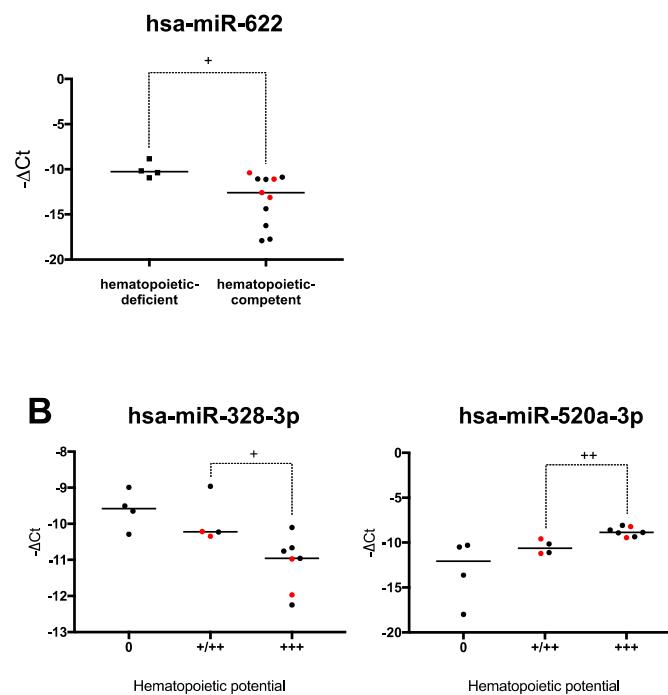 hsa-miR-622
+
0
-5
-10
-15
-20
-ΔCt
hematopoietic-
deficient
hematopoietic-
competent
B
hsa-miR-328-3p
+
-8
-9
-10
-11
-12
-13
-ΔCt
0
+/++
+++
Hematopoietic potential
hsa-miR-520a-3p
++
0
-5
-10
-15
-20
-ΔCt
0
+/++
+++
Hematopoietic potential